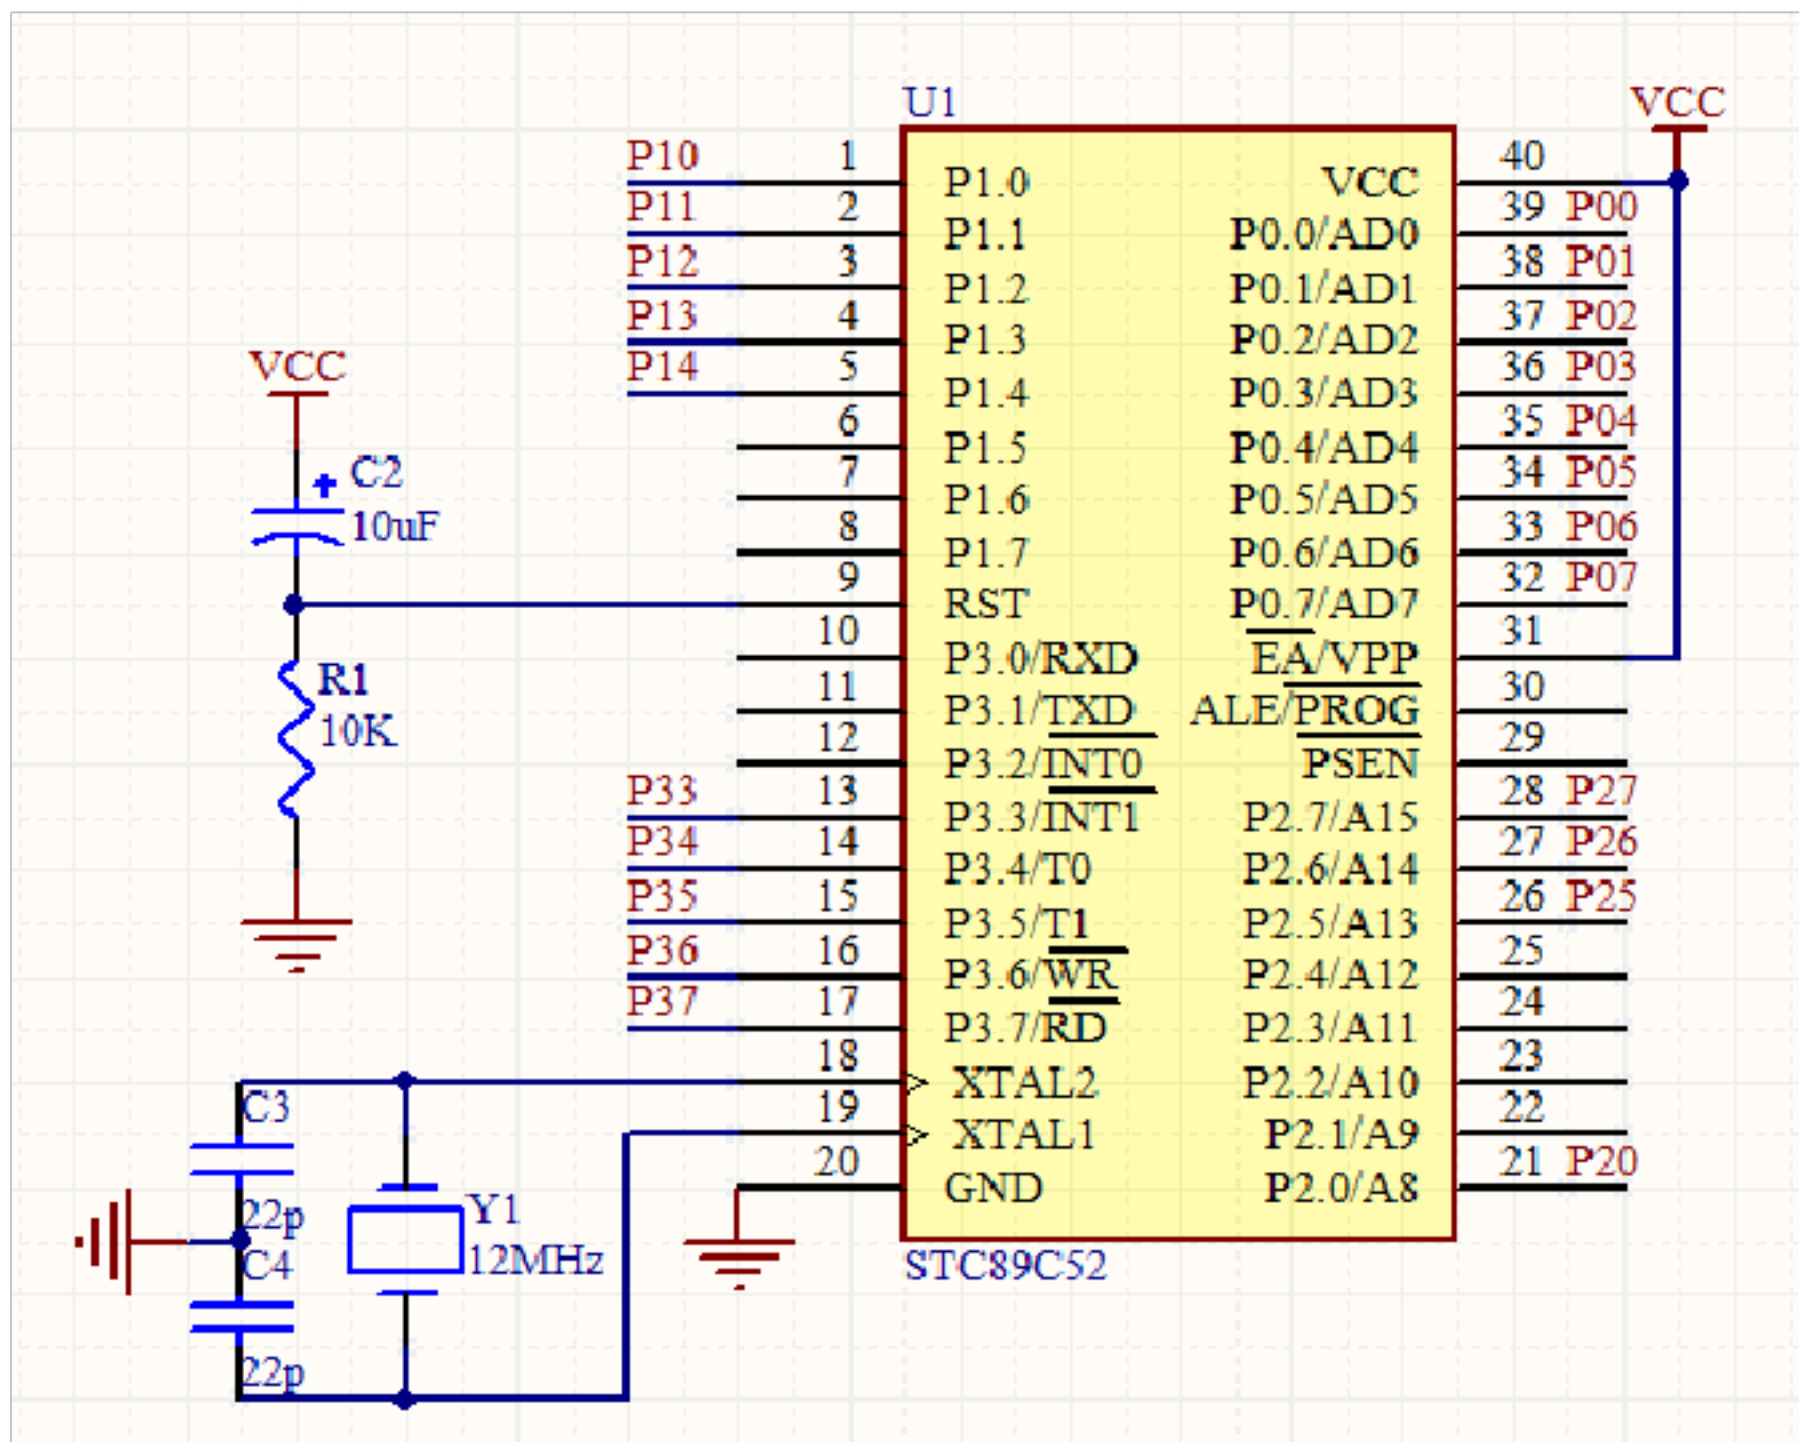 U1
VCC
P10 1 P1.0 VCC 40
P11 2 P1.1 P0.0/AD0 39 P00
P12 3 P1.2 P0.1/AD1 38 P01
P13 4 P1.3 P0.2/AD2 37 P02
P14 5 P1.4 P0.3/AD3 36 P03
6 P1.5 P0.4/AD4 35 P04
7 P1.6 P0.5/AD5 34 P05
8 P1.7 P0.6/AD6 33 P06
9 RST P0.7/AD7 32 P07
10 P3.0/RXD EA/VPP 31
11 P3.1/TXD ALE/PROG 30
12 P3.2/INT0 PSEN 29
P33 13 P3.3/INT1 P2.7/A15 28 P27
P34 14 P3.4/T0 P2.6/A14 27 P26
P35 15 P3.5/T1 P2.5/A13 26 P25
P36 16 P3.6/WR P2.4/A12 25
P37 17 P3.7/RD P2.3/A11 24
18 XTAL2 P2.2/A10 23
19 XTAL1 P2.1/A9 22
20 GND P2.0/A8 21 P20
STC89C52
VCC
C2
10uF
R1
10K
C3
22p
C4
22p
Y1
12MHz